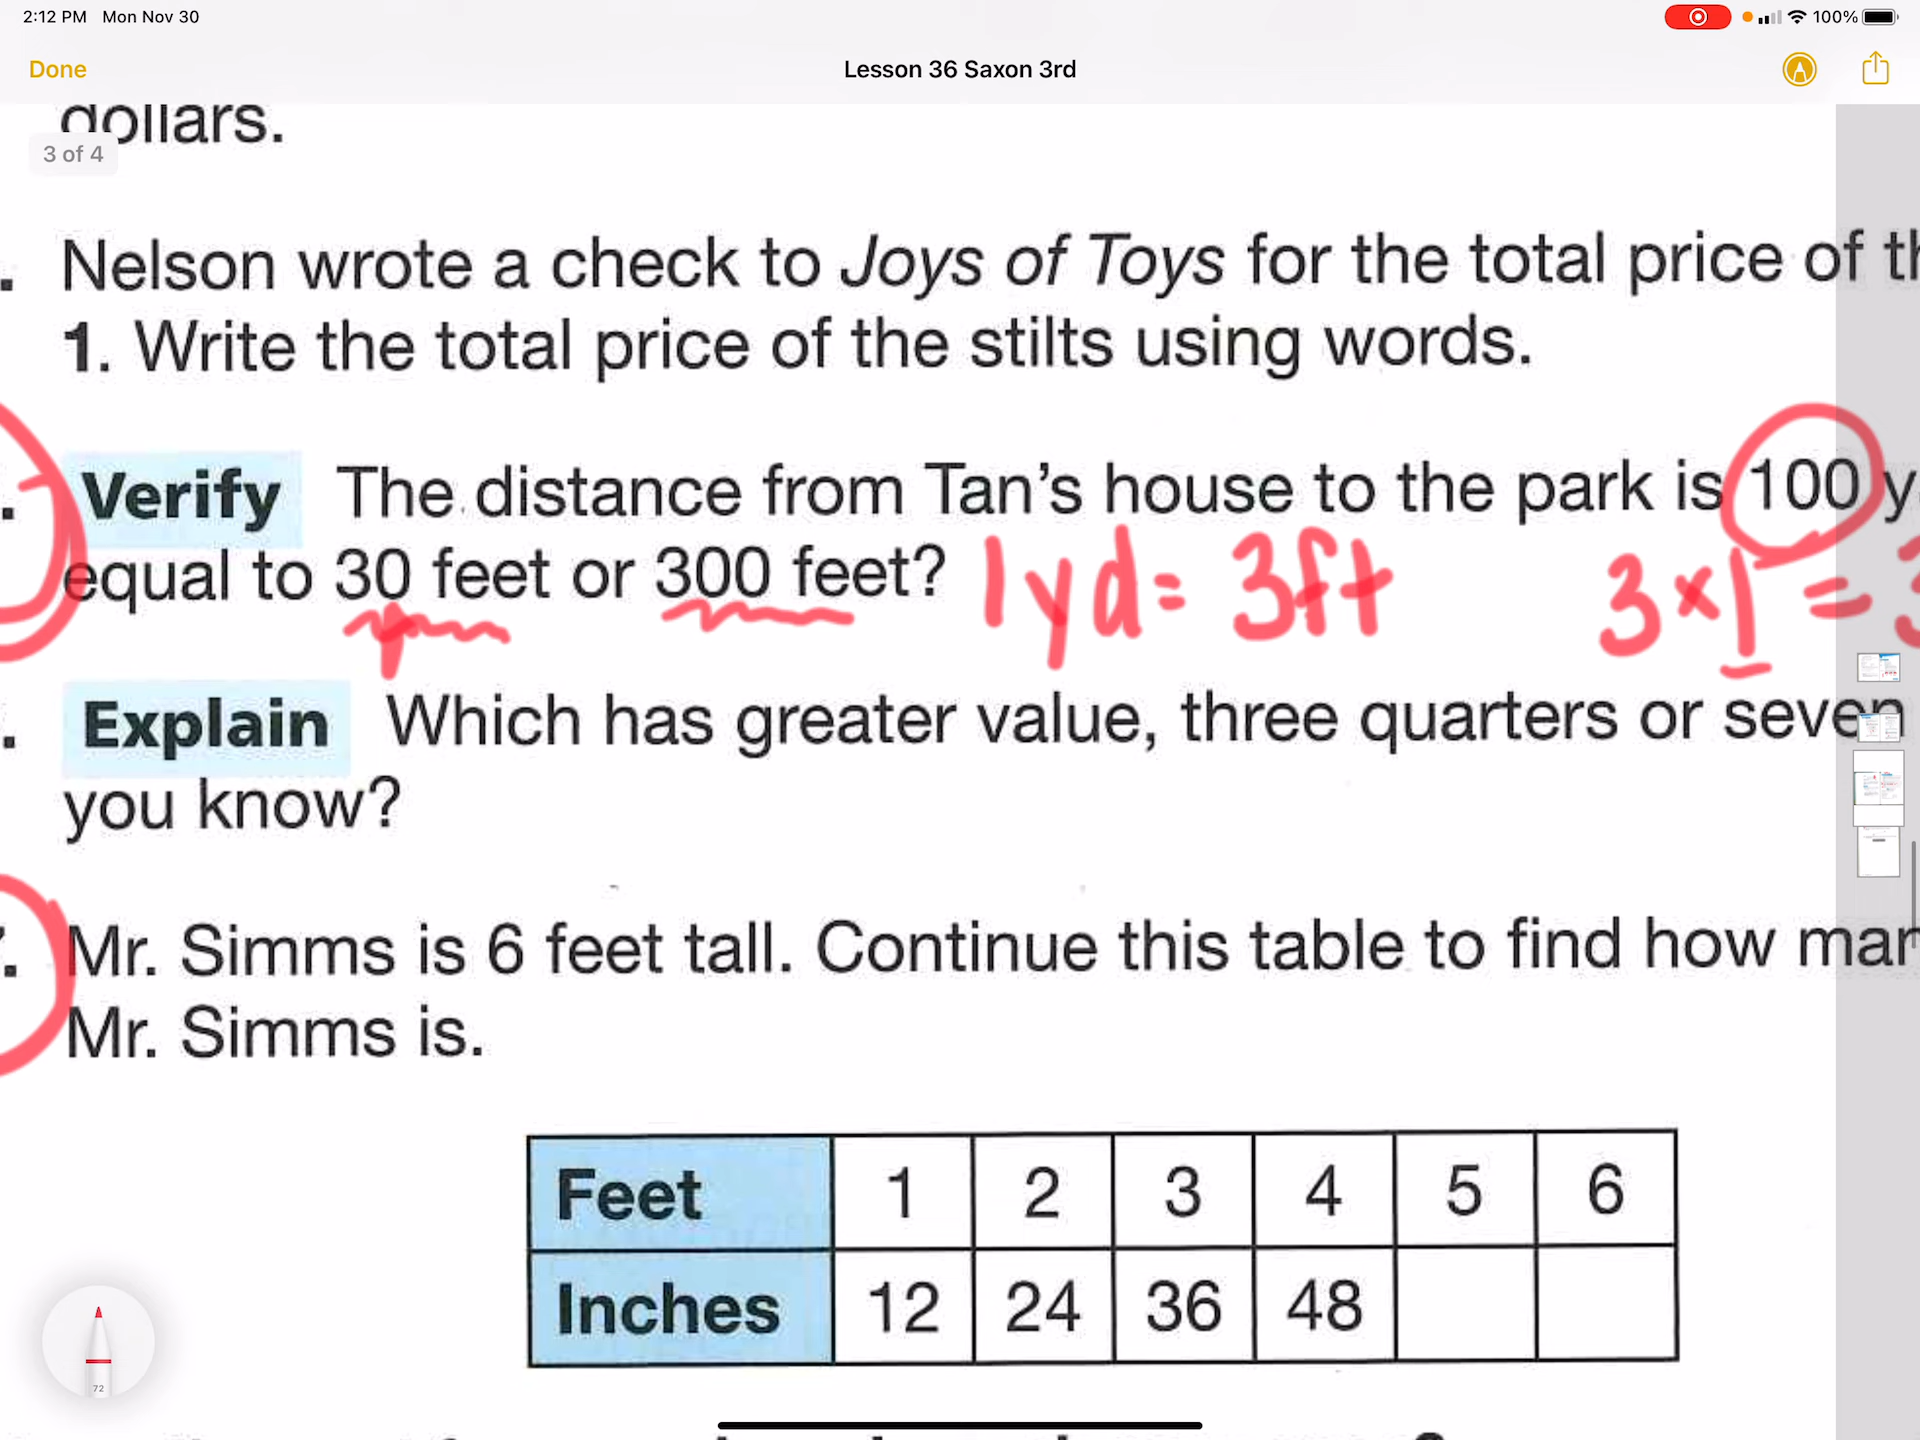 2:12 PM Mon Nov 30
100%
Done
Lesson 36 Saxon 3rd
dollars.
3 of 4
. Nelson wrote a check to Joys of Toys for the total price of th
1. Write the total price of the stilts using words.
. Verify The distance from Tan's house to the park is 100 y
equal to 30 feet or 300 feet?
1yd = 3ft
3 × 1 = 3
. Explain Which has greater value, three quarters or seven
you know?
. Mr. Simms is 6 feet tall. Continue this table to find how man
Mr. Simms is.
Feet 1 2 3 4 5 6
Inches 12 24 36 48
72